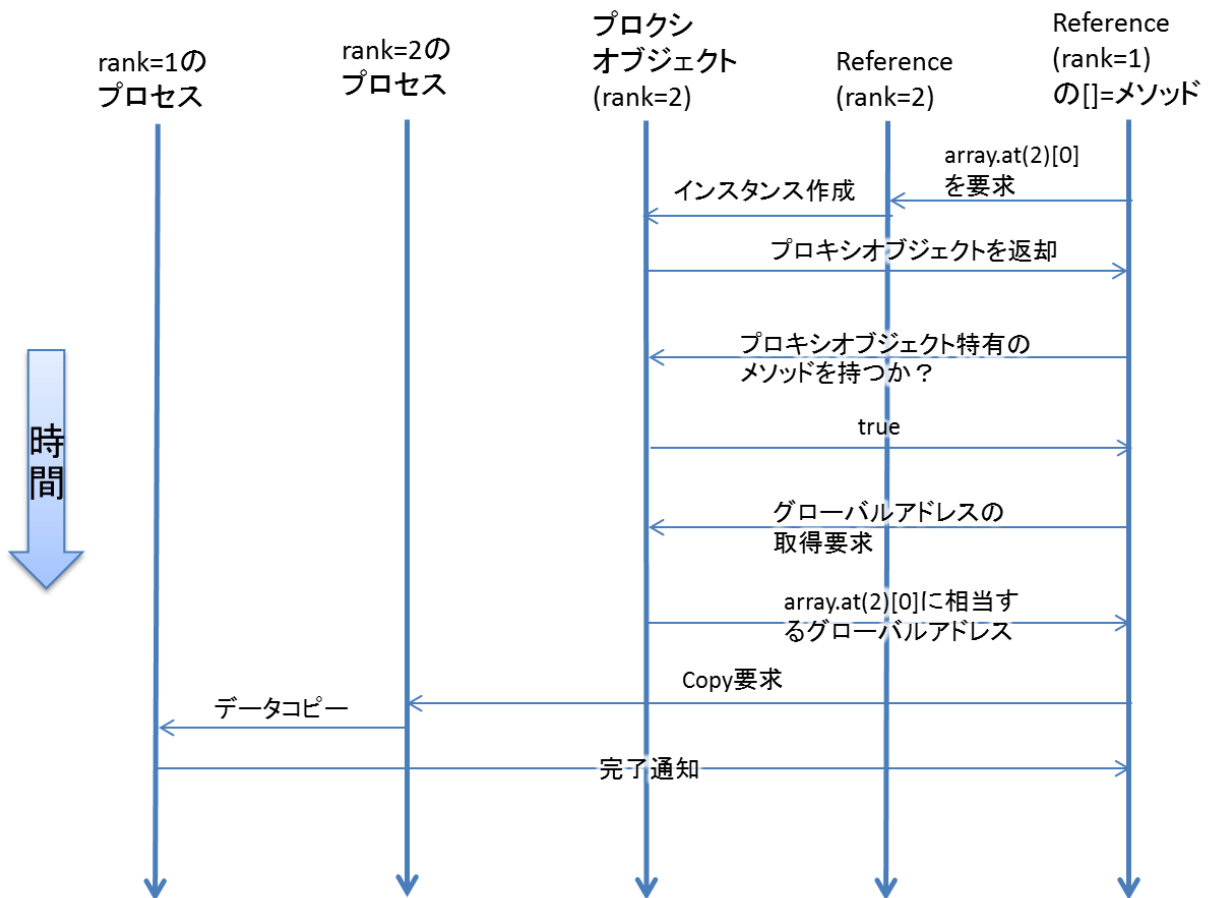 rank=1の
プロセス
rank=2の
プロセス
プロクシ
オブジェクト
(rank=2)
Reference
(rank=2)
Reference
(rank=1)
の[]=メソッド
array.at(2)[0]
を要求
インスタンス作成
プロキシオブジェクトを返却
プロキシオブジェクト特有の
メソッドを持つか？
true
時
間
グローバルアドレスの
取得要求
array.at(2)[0]に相当す
るグローバルアドレス
Copy要求
データコピー
完了通知